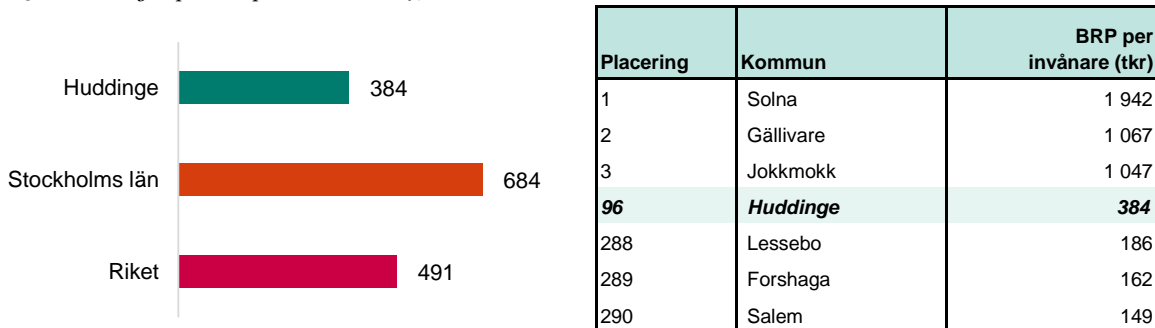 Huddinge 384
Stockholms län 684
Riket 491
Placering Kommun BRP per invånare (tkr)
1 Solna 1 942
2 Gällivare 1 067
3 Jokkmokk 1 047
96 Huddinge 384
288 Lessebo 186
289 Forshaga 162
290 Salem 149